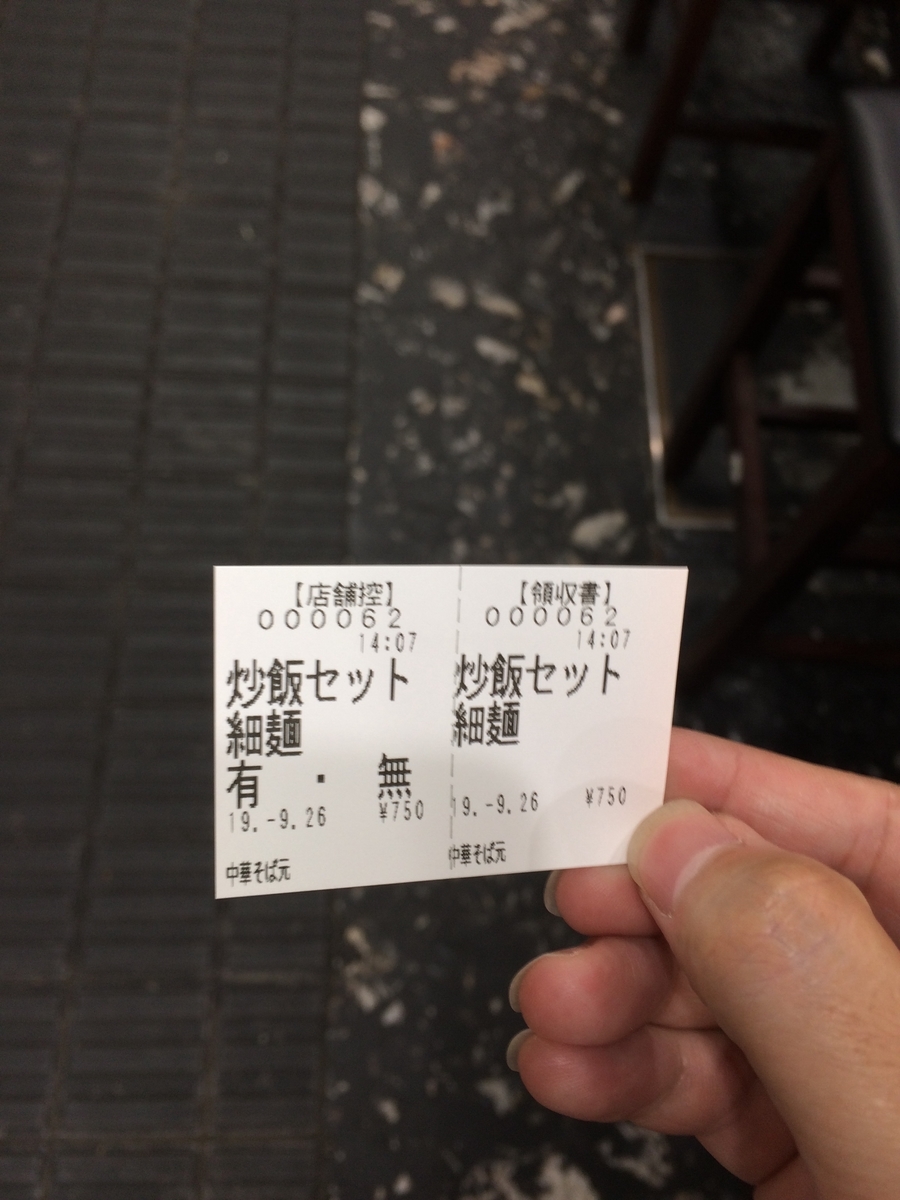 【店舗控】
000062
14:07
炒飯セット
細麺
有 ・ 無
19.-9.26 ¥750
中華そば元
【領収書】
000062
14:07
炒飯セット
細麺
19.-9.26 ¥750
中華そば元